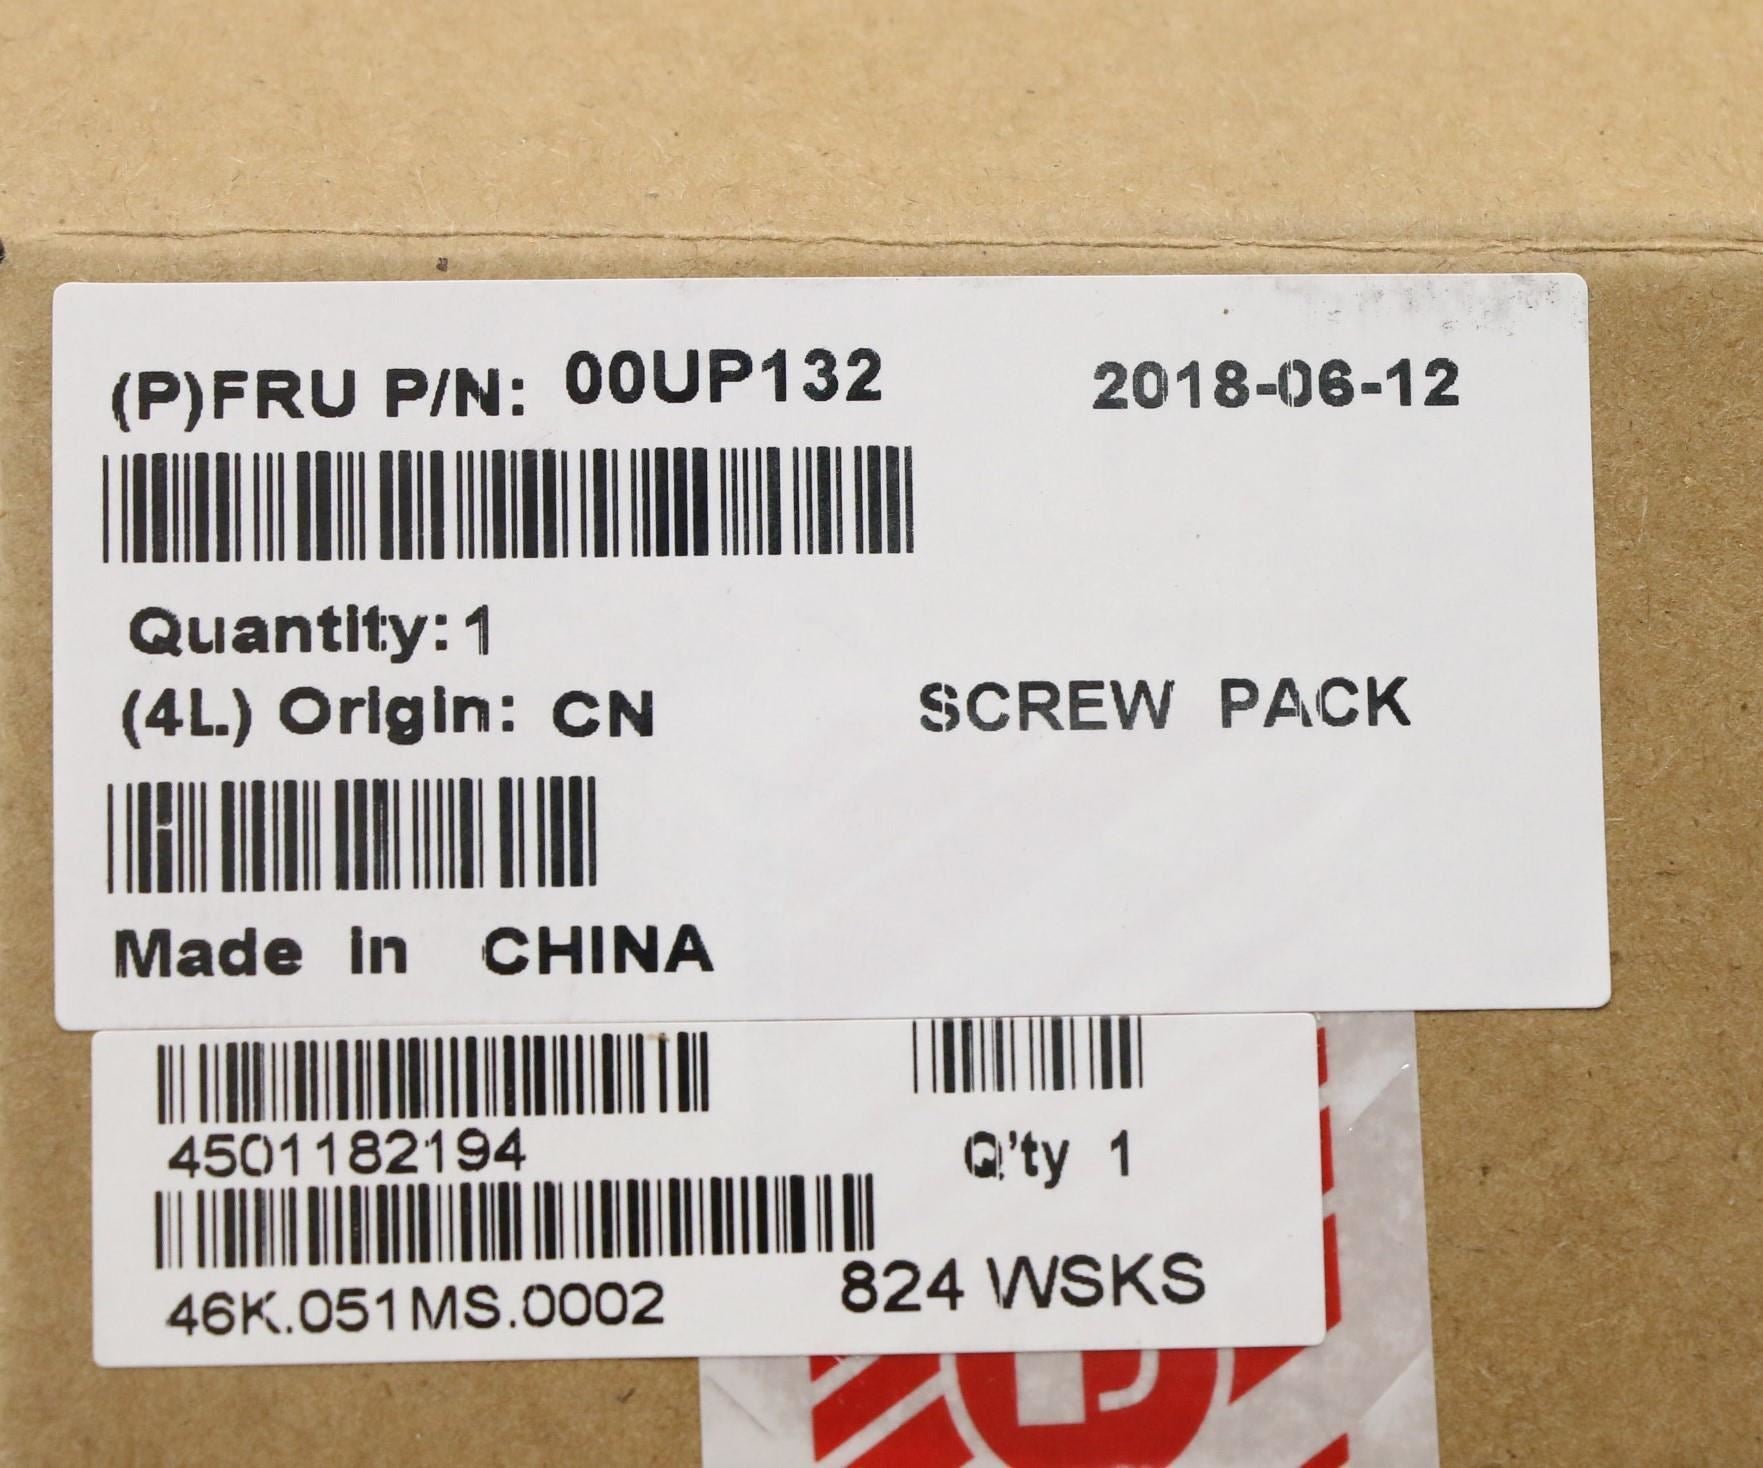 (P)FRU P/N: 00UP132 2018-06-12
Quantity: 1
(4L) Origin: CN SCREW PACK
Made in CHINA
4501182194 Q'ty 1
46K.051MS.0002 824 WSKS